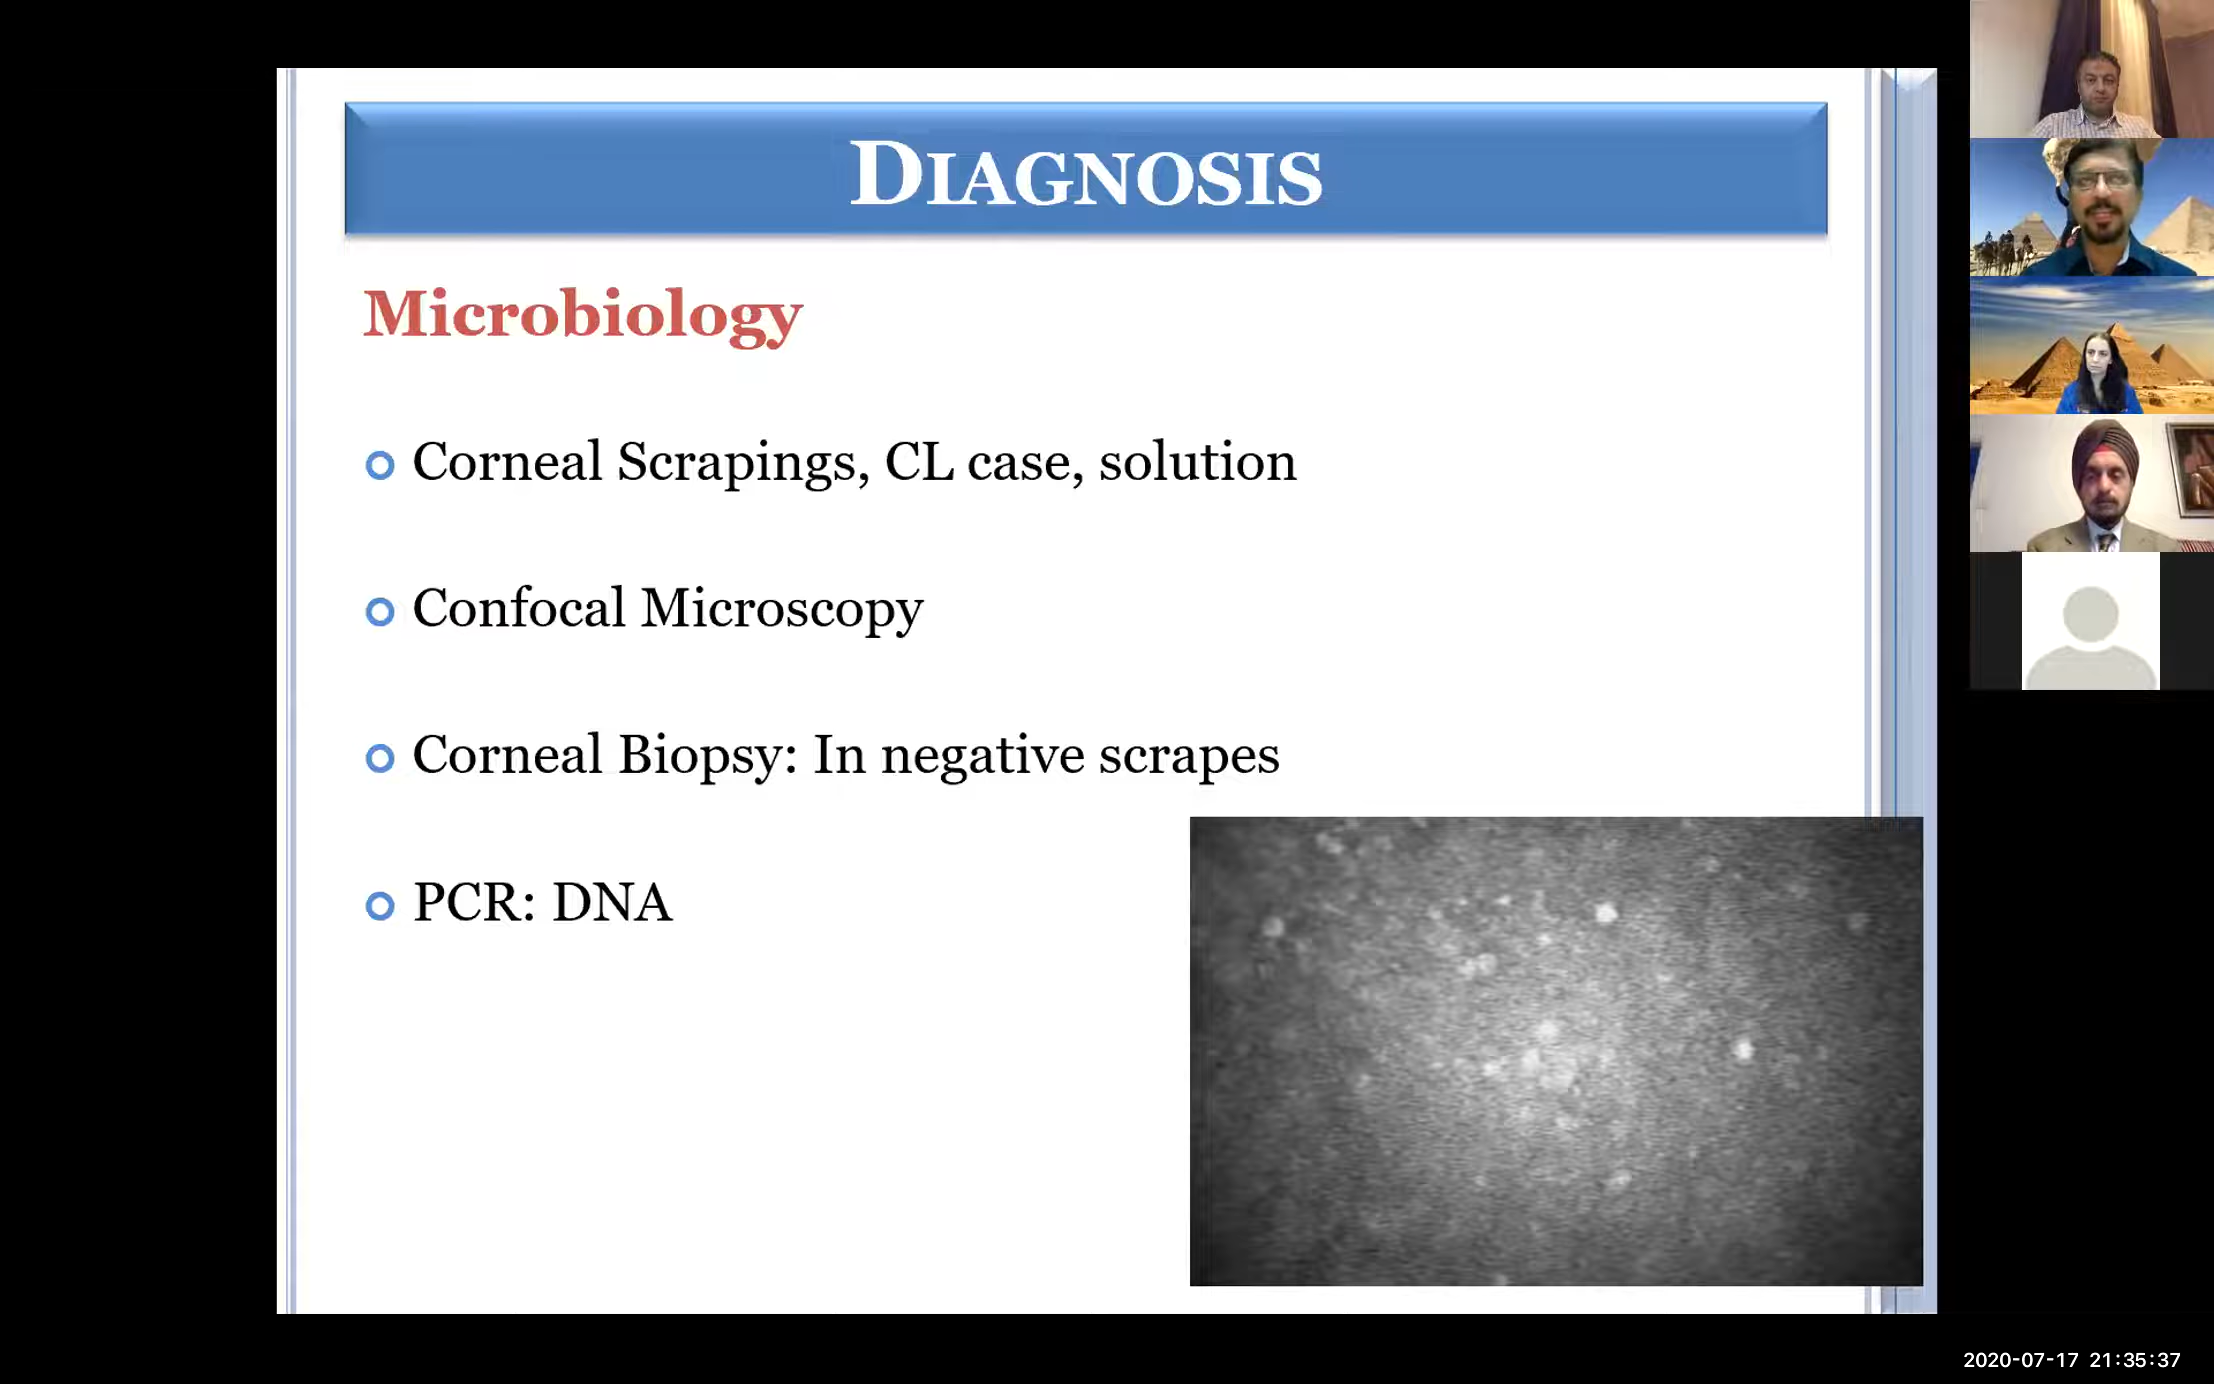 DIAGNOSIS
Microbiology
Corneal Scrapings, CL case, solution
Confocal Microscopy
Corneal Biopsy: In negative scrapes
PCR: DNA
2020-07-17 21:35:37